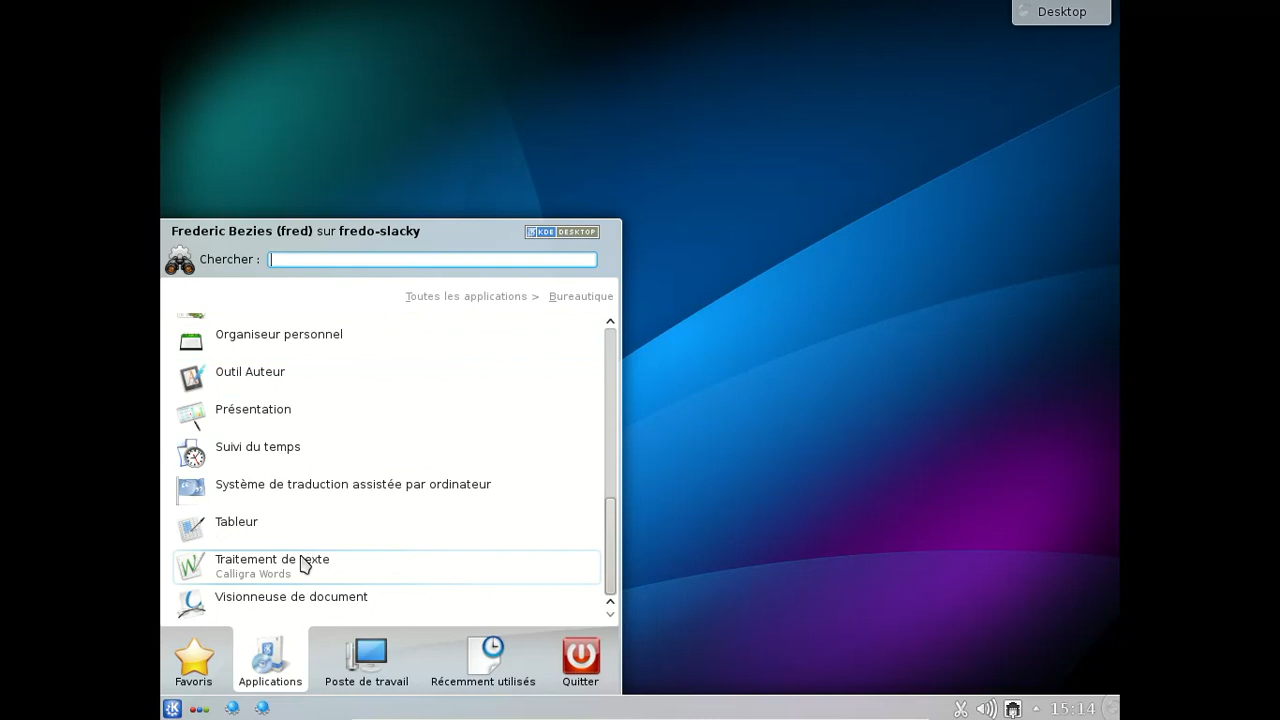 Desktop
Frederic Bezies (fred) sur fredo-slacky
KDE DESKTOP
Chercher :
Toutes les applications > Bureautique
Organiseur personnel
Outil Auteur
Présentation
Suivi du temps
Système de traduction assistée par ordinateur
Tableur
Traitement de texte
Calligra Words
Visionneuse de document
Favoris
Applications
Poste de travail
Récemment utilisés
Quitter
15:14